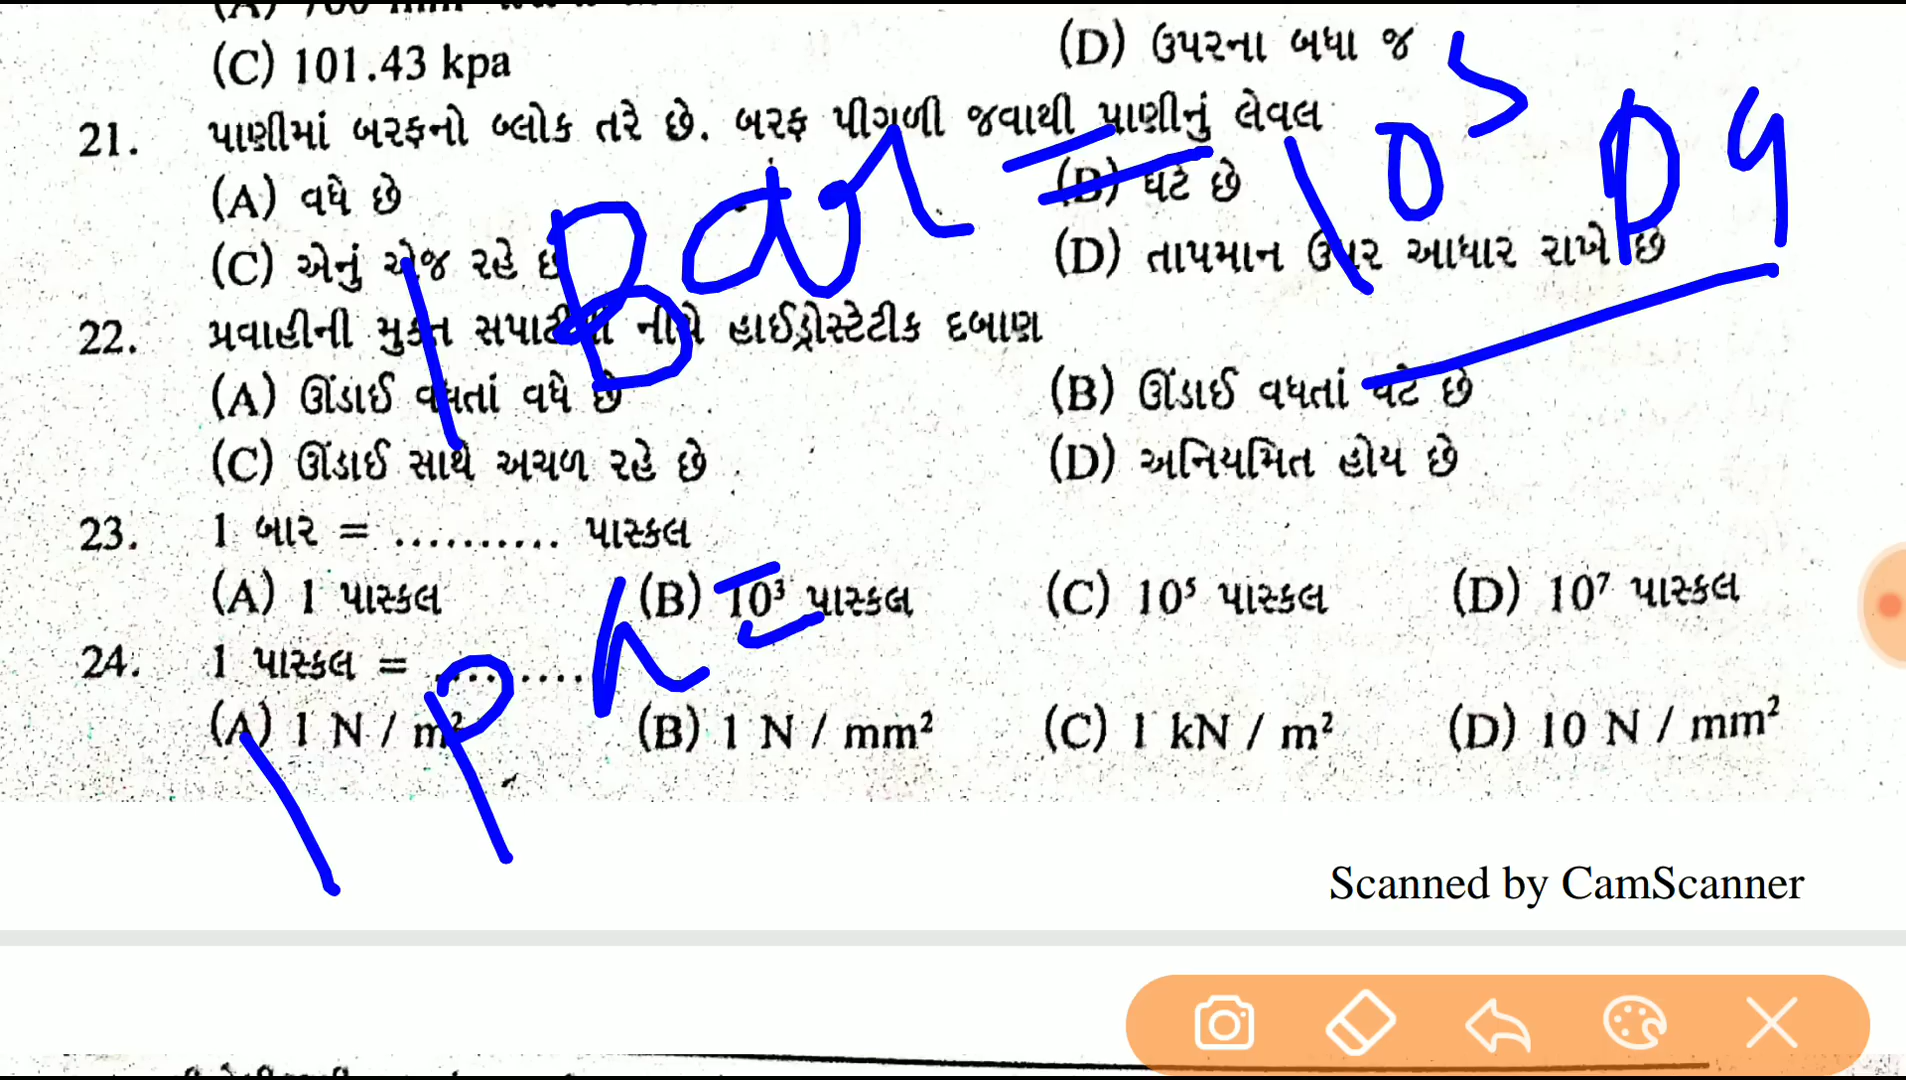 (C) 101.43 kpa (D) ઉપરના બધા જ
21. પાણીમાં બરફનો બ્લોક તરે છે. બરફ પીગળી જવાથી પાણીનું લેવલ
(A) વધે છે (B) ઘટે છે
(C) એનું એજ રહે છે (D) તાપમાન ઉપર આધાર રાખે છે
1 Bar = 10⁵ Pa
22. પ્રવાહીની મુક્ત સપાટીની નીચે હાઈડ્રોસ્ટેટીક દબાણ
(A) ઊંડાઈ વધતાં વધે છે (B) ઊંડાઈ વધતાં ઘટે છે
(C) ઊંડાઈ સાથે અચળ રહે છે (D) અનિયમિત હોય છે
23. 1 બાર = .......... પાસ્કલ
(A) 1 પાસ્કલ (B) 10³ પાસ્કલ (C) 10⁵ પાસ્કલ (D) 10⁷ પાસ્કલ
24. 1 પાસ્કલ = ..........
(A) 1 N / m² (B) 1 N / mm² (C) 1 kN / m² (D) 10 N / mm²
1 P
Scanned by CamScanner